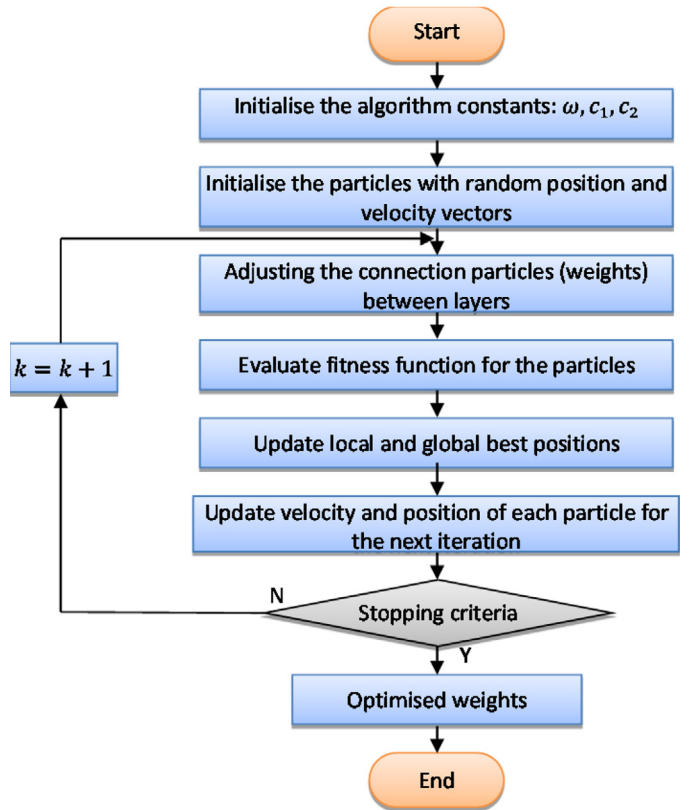 Start
Initialise the algorithm constants: ω, c₁, c₂
Initialise the particles with random position and
velocity vectors
Adjusting the connection particles (weights)
between layers
k = k + 1
Evaluate fitness function for the particles
Update local and global best positions
Update velocity and position of each particle for
the next iteration
N
Stopping criteria
Y
Optimised weights
End